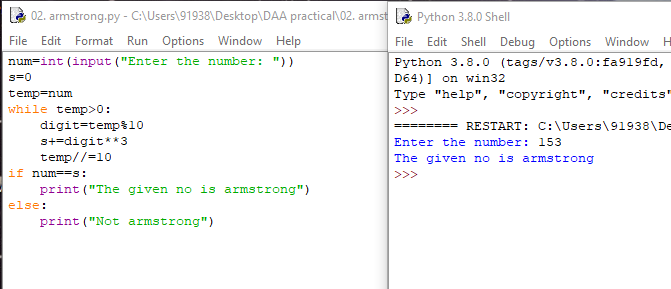 02. armstrong.py - C:\Users\91938\Desktop\DAA practical\02. armst
File Edit Format Run Options Window Help
num=int(input("Enter the number: "))
s=0
temp=num
while temp>0:
    digit=temp%10
    s+=digit**3
    temp//=10
if num==s:
    print("The given no is armstrong")
else:
    print("Not armstrong")
Python 3.8.0 Shell
File Edit Shell Debug Options Window
Python 3.8.0 (tags/v3.8.0:fa919fd,
D64)] on win32
Type "help", "copyright", "credits"
>>>
======== RESTART: C:\Users\91938\De
Enter the number: 153
The given no is armstrong
>>>